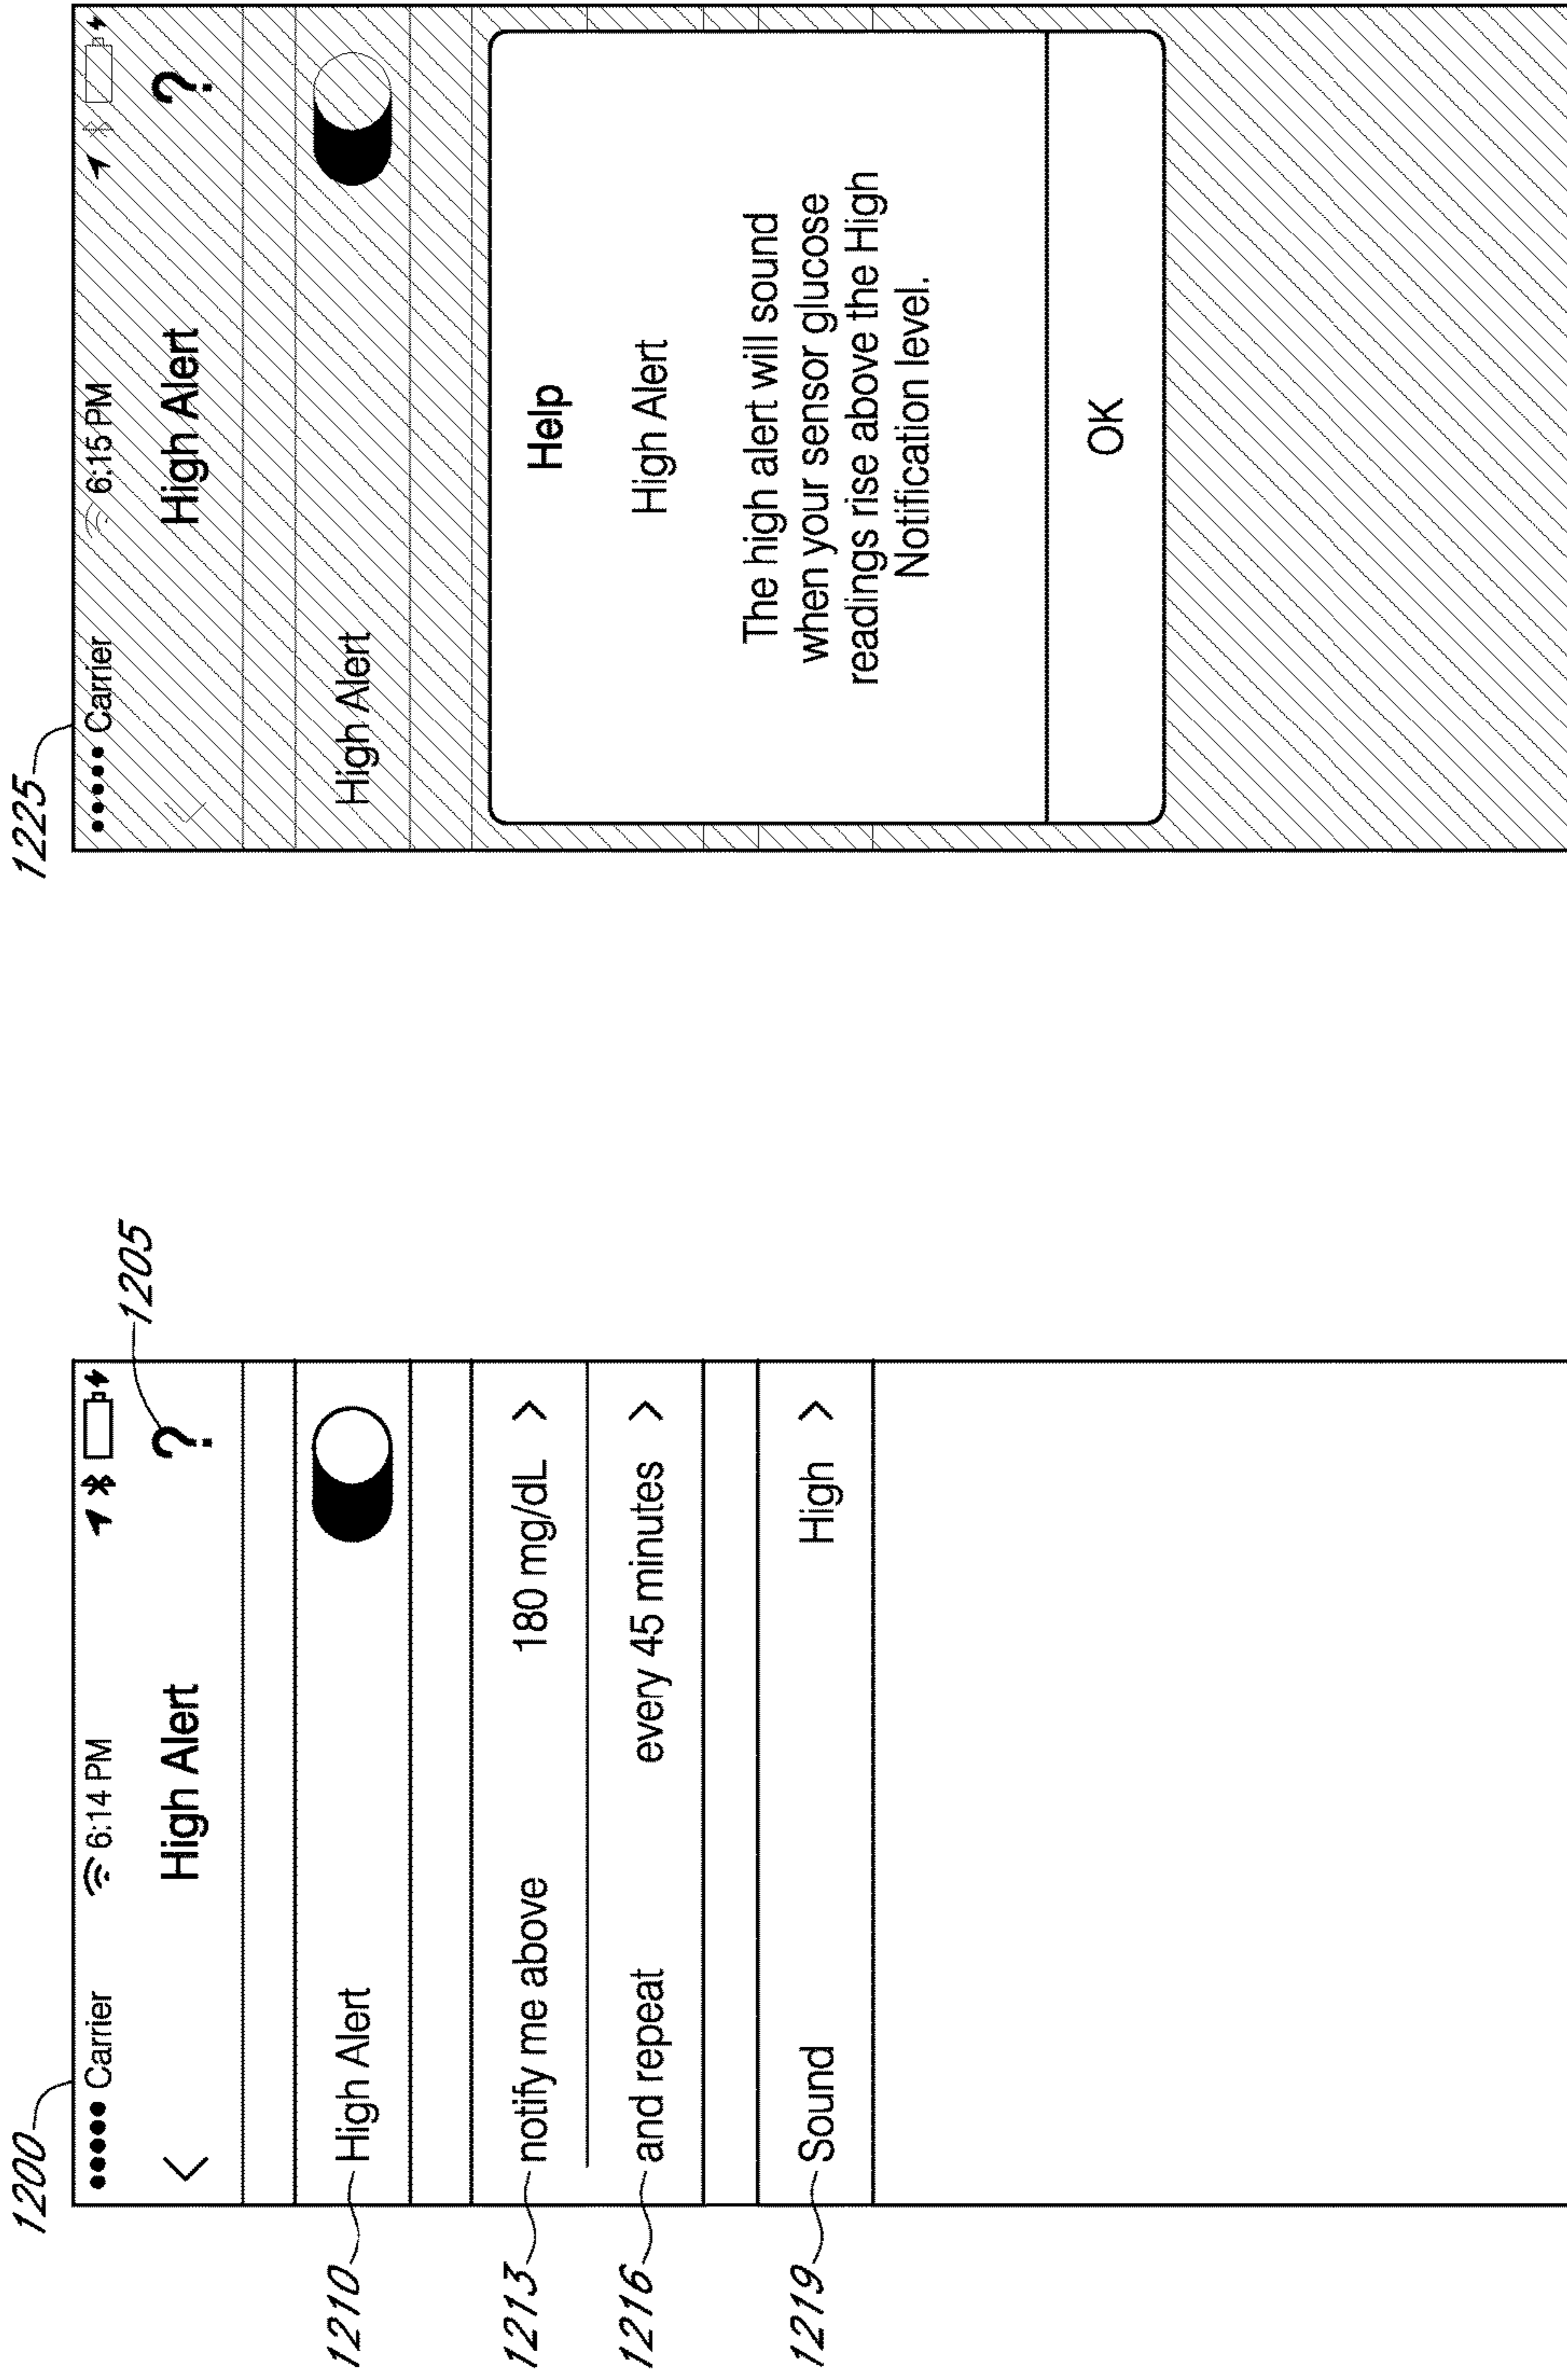 1200
Carrier 6:14 PM
< High Alert ?
1205
1210 High Alert
1213 notify me above 180 mg/dL >
1216 and repeat every 45 minutes >
1219 Sound High >
1225
Carrier 6:15 PM
< High Alert ?
High Alert
Help
High Alert
The high alert will sound
when your sensor glucose
readings rise above the High
Notification level.
OK